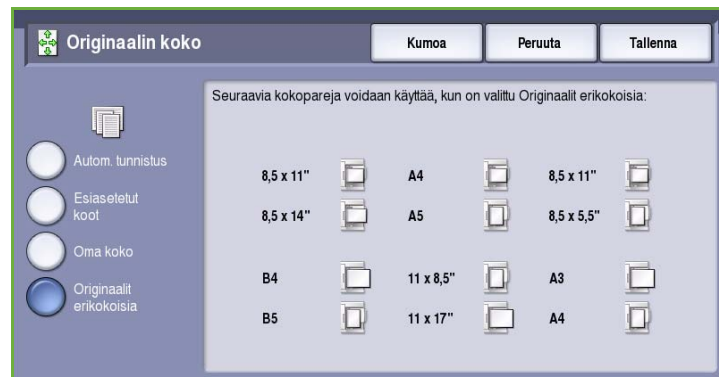 Originaalin koko
Kumoa
Peruuta
Tallenna
Seuraavia kokopareja voidaan käyttää, kun on valittu Originaalit erikokoisia:
Autom. tunnistus
Esiasetetut
koot
Oma koko
Originaalit
erikokoisia
8,5 x 11" A4 8,5 x 11"
8,5 x 14" A5 8,5 x 5,5"
B4 11 x 8,5" A3
B5 11 x 17" A4